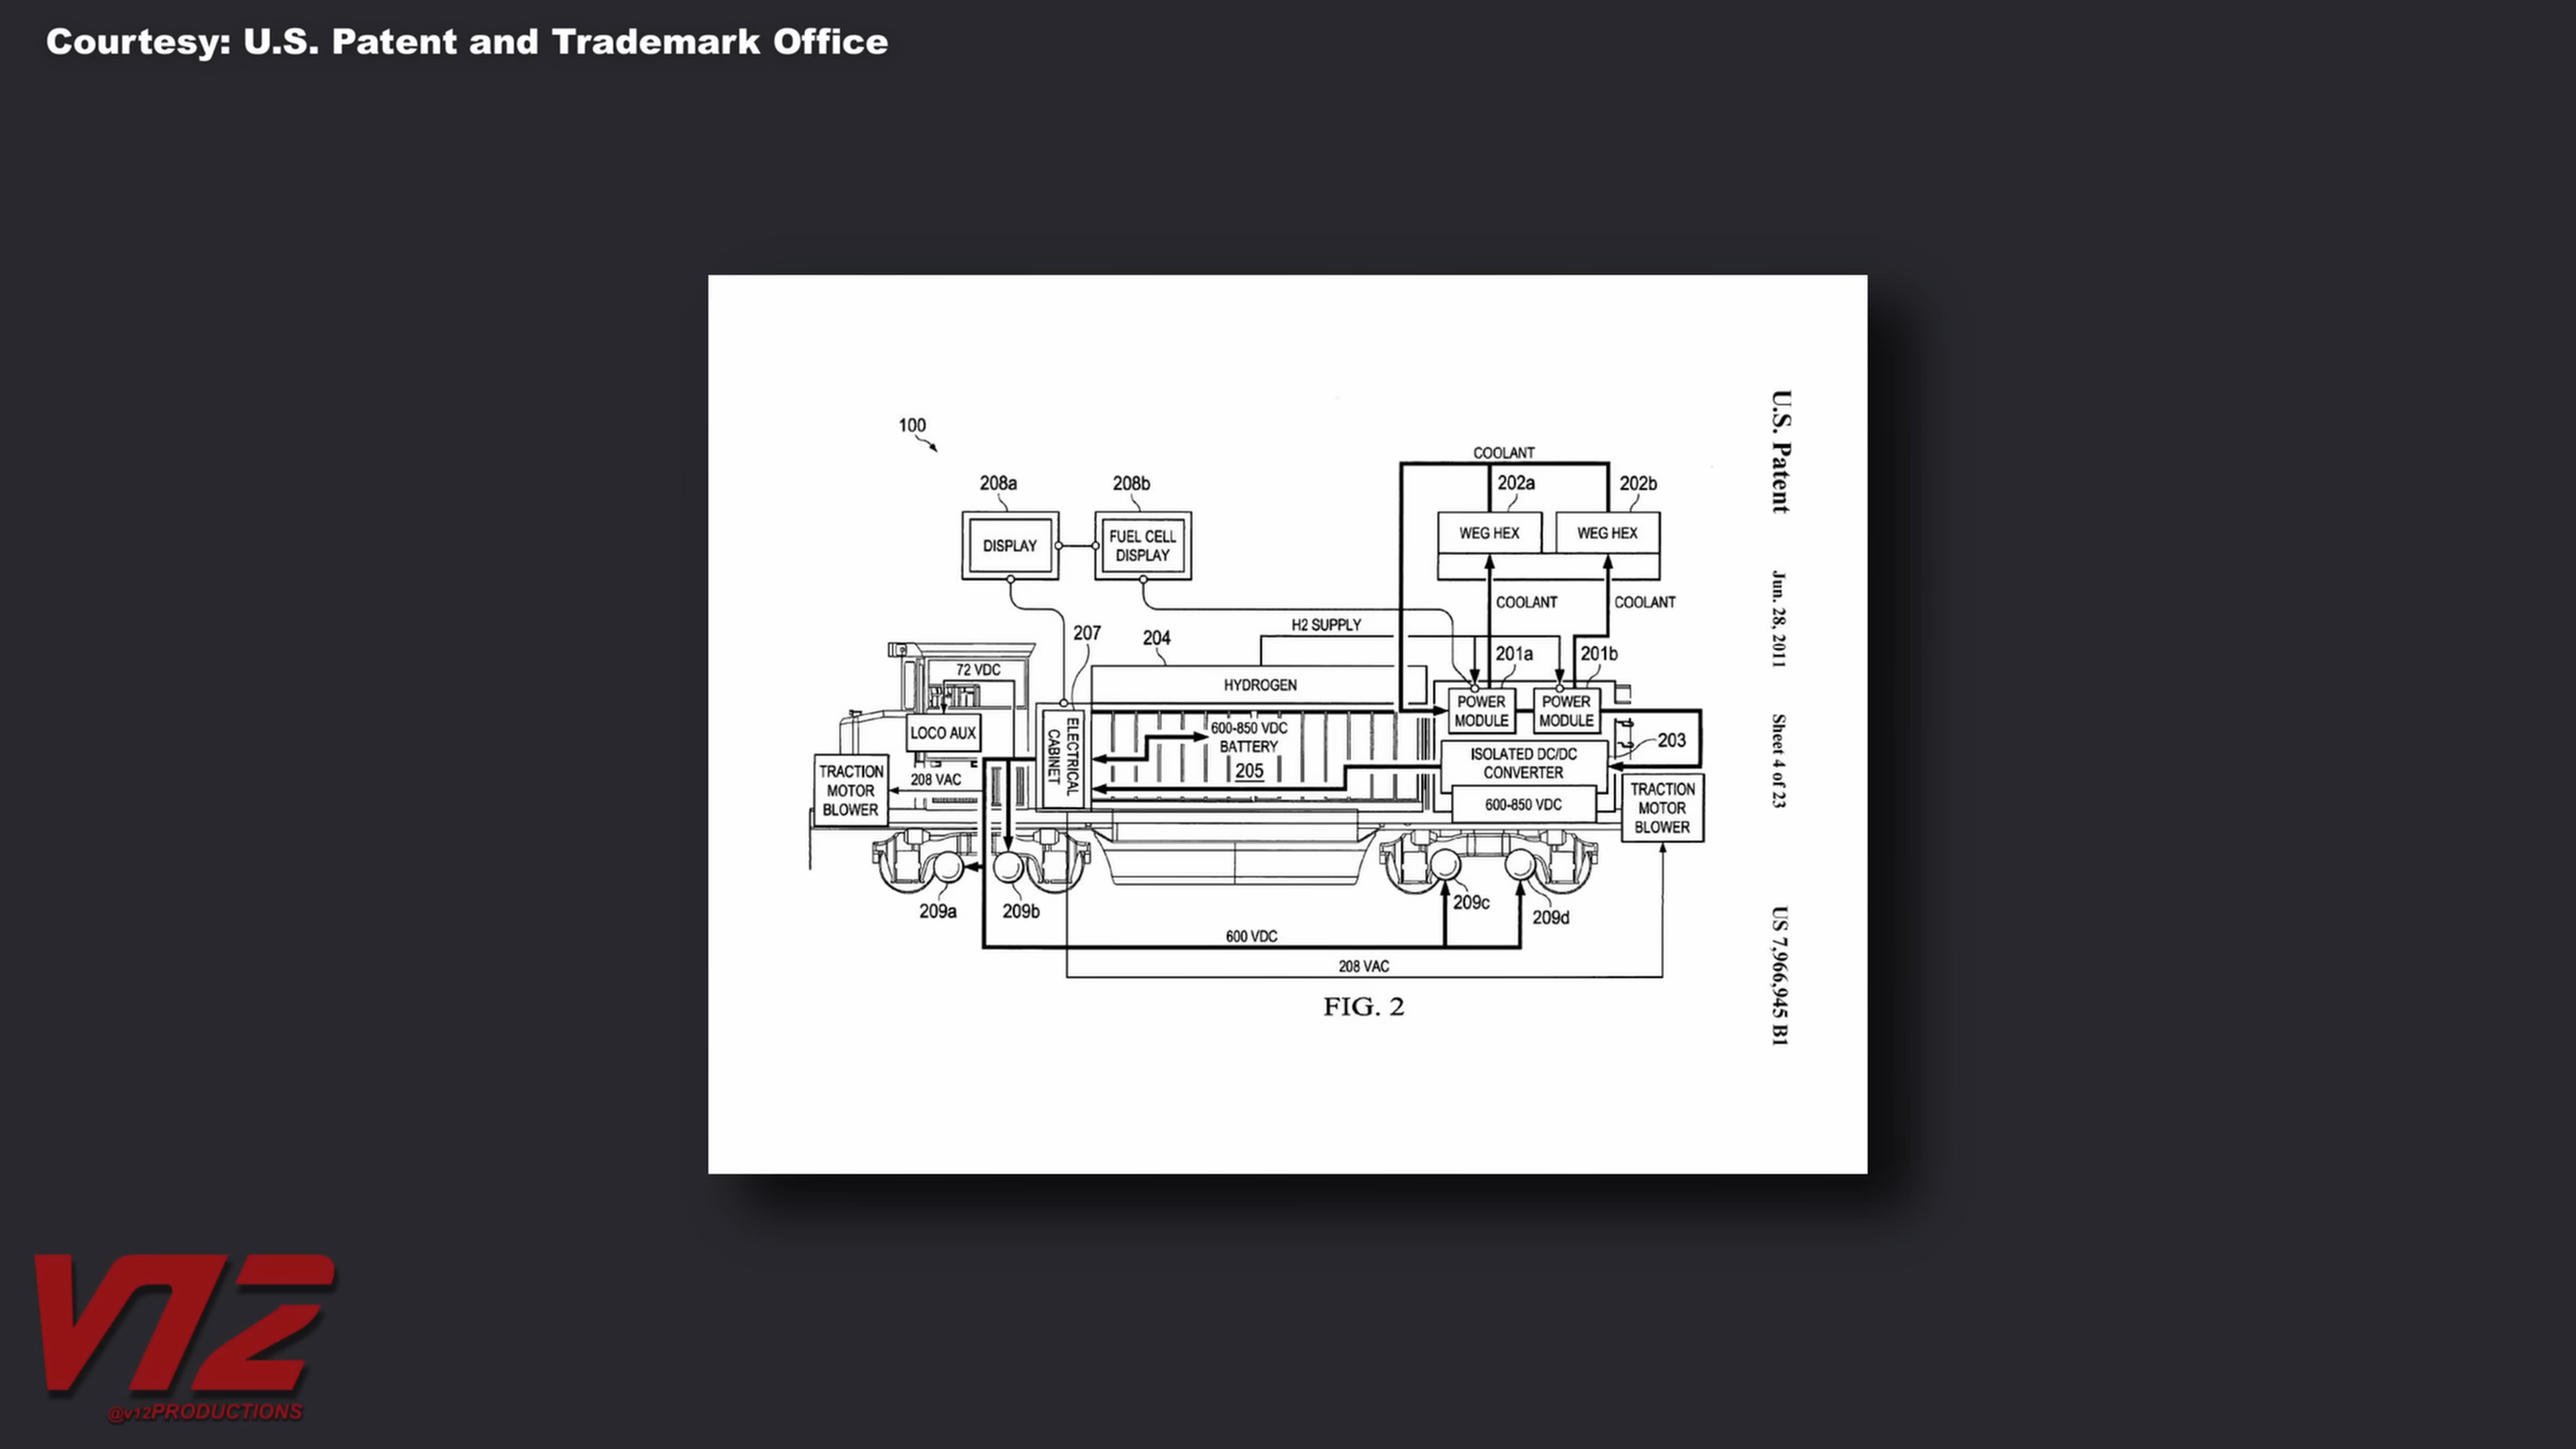 Courtesy: U.S. Patent and Trademark Office
100
COOLANT
208a
208b
202a
202b
DISPLAY
FUEL CELL
DISPLAY
WEG HEX
WEG HEX
COOLANT
COOLANT
H2 SUPPLY
207
204
201a
201b
72 VDC
HYDROGEN
POWER
MODULE
POWER
MODULE
LOCO AUX
ELECTRICAL
CABINET
600-850 VDC
BATTERY
205
ISOLATED DC/DC
CONVERTER
203
TRACTION
MOTOR
BLOWER
208 VAC
600-850 VDC
TRACTION
MOTOR
BLOWER
209a
209b
209c
209d
600 VDC
208 VAC
FIG. 2
U.S. Patent
Jun. 28, 2011
Sheet 4 of 23
US 7,966,945 B1
V12
@v12PRODUCTIONS